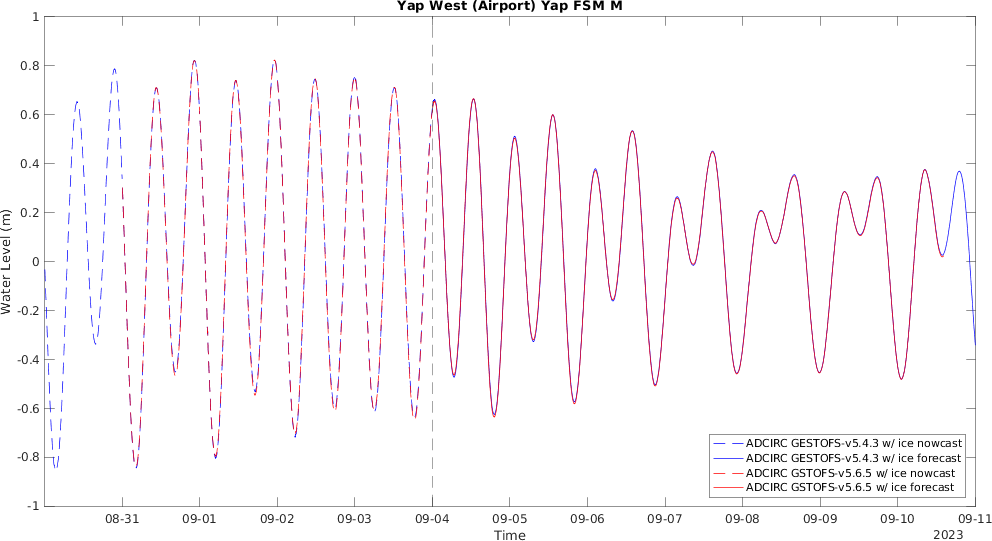 Yap West (Airport) Yap FSM M
Water Level (m)
1
0.8
0.6
0.4
0.2
0
-0.2
-0.4
-0.6
-0.8
-1
ADCIRC GESTOFS-v5.4.3 w/ ice nowcast
ADCIRC GESTOFS-v5.4.3 w/ ice forecast
ADCIRC GSTOFS-v5.6.5 w/ ice nowcast
ADCIRC GSTOFS-v5.6.5 w/ ice forecast
08-31 09-01 09-02 09-03 09-04 09-05 09-06 09-07 09-08 09-09 09-10 09-11
Time
2023